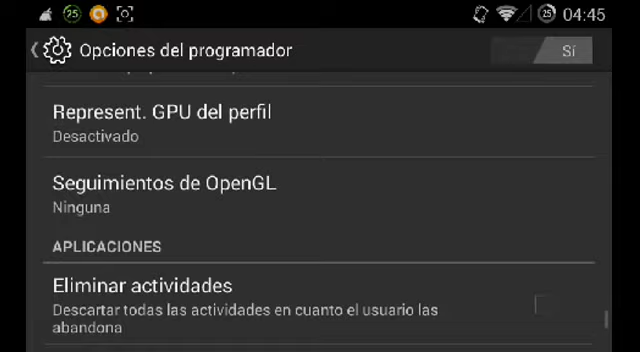 25
25
04:45
Opciones del programador
Sí
Represent. GPU del perfil
Desactivado
Seguimientos de OpenGL
Ninguna
APLICACIONES
Eliminar actividades
Descartar todas las actividades en cuanto el usuario las
abandona